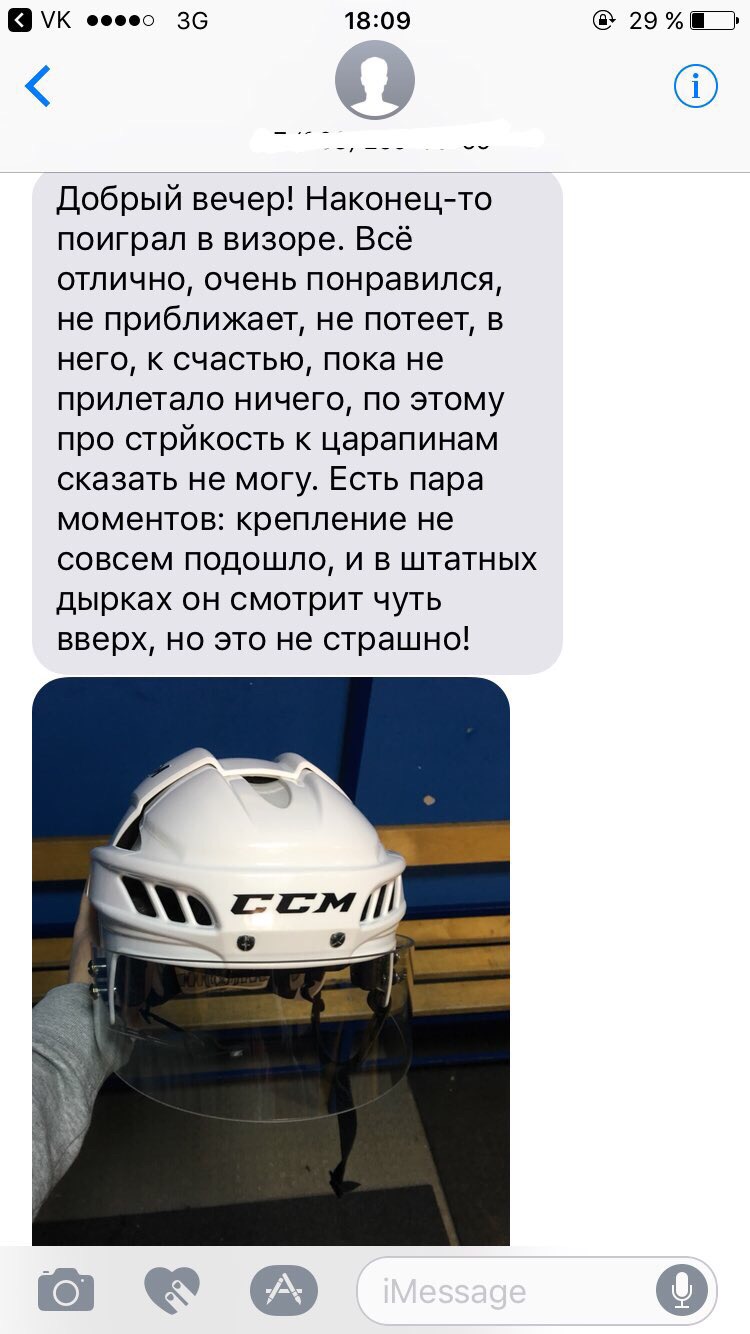 VK 3G 18:09 29 %
Добрый вечер! Наконец-то
поиграл в визоре. Всё
отлично, очень понравился,
не приближает, не потеет, в
него, к счастью, пока не
прилетало ничего, по этому
про стрйкость к царапинам
сказать не могу. Есть пара
моментов: крепление не
совсем подошло, и в штатных
дырках он смотрит чуть
вверх, но это не страшно!
CCM
iMessage